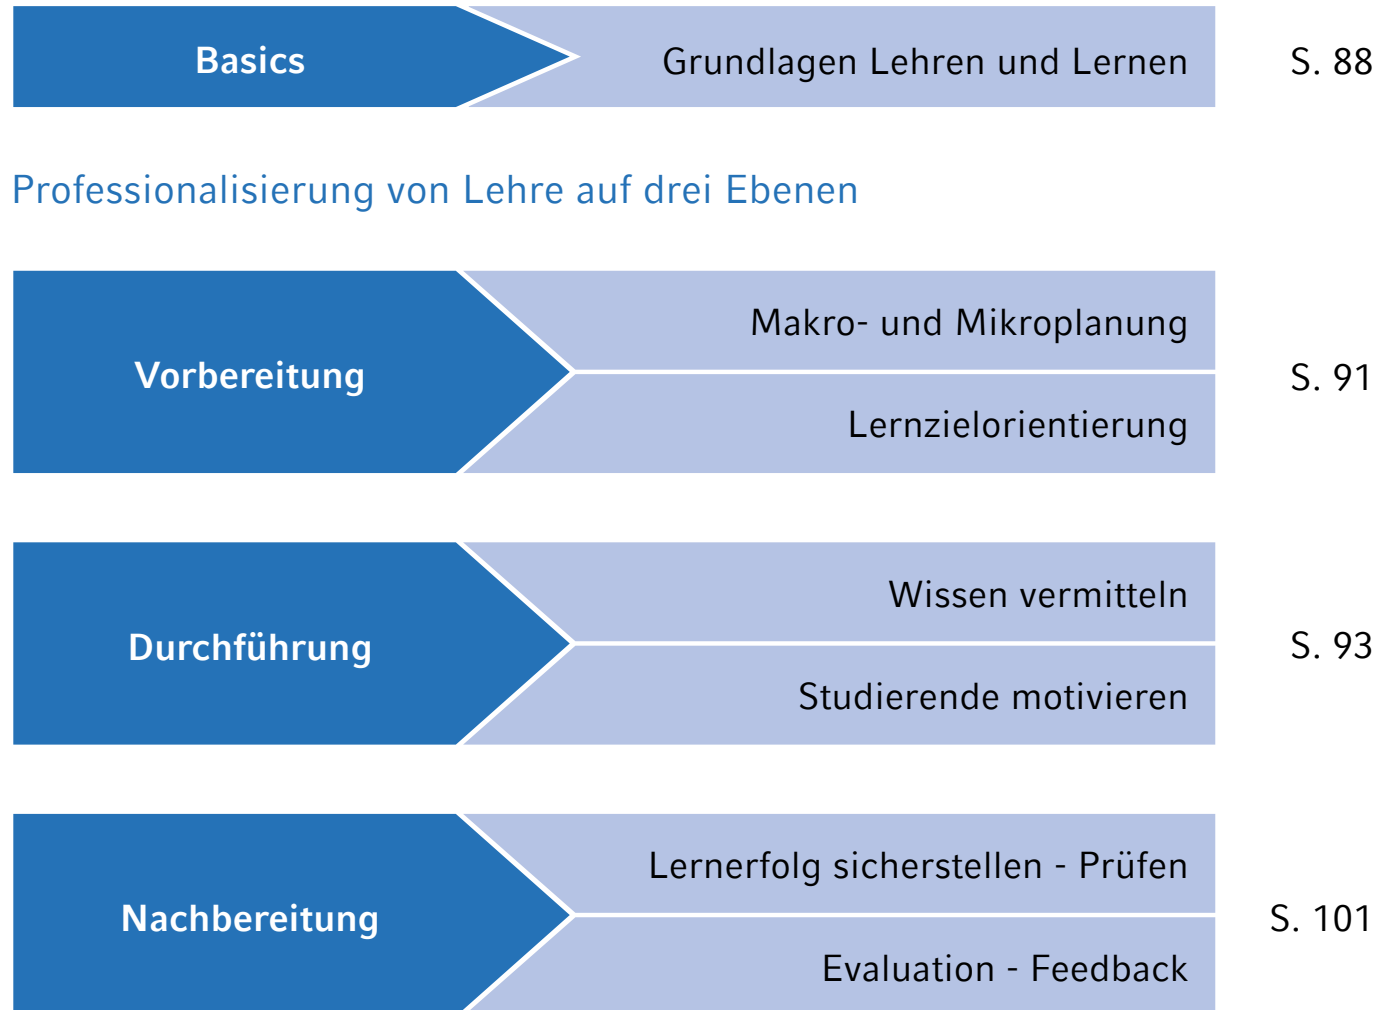 Basics
Grundlagen Lehren und Lernen
S. 88
Professionalisierung von Lehre auf drei Ebenen
Vorbereitung
Makro- und Mikroplanung
Lernzielorientierung
S. 91
Durchführung
Wissen vermitteln
Studierende motivieren
S. 93
Nachbereitung
Lernerfolg sicherstellen - Prüfen
Evaluation - Feedback
S. 101